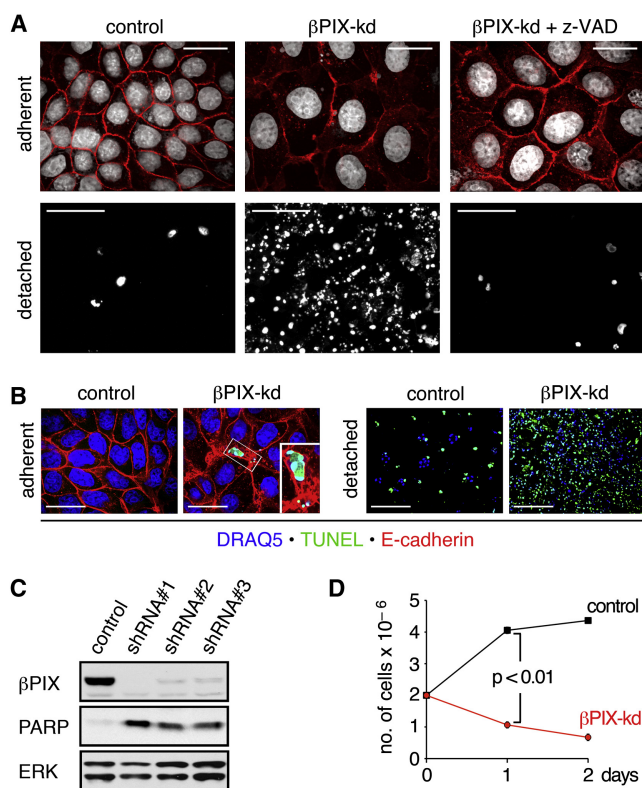 A
control
βPIX-kd
βPIX-kd + z-VAD
adherent
detached
B
control
βPIX-kd
control
βPIX-kd
adherent
detached
DRAQ5 • TUNEL • E-cadherin
C
control
shRNA#1
shRNA#2
shRNA#3
βPIX
PARP
ERK
D
no. of cells x 10⁻⁶
5
4
3
2
1
0
control
p < 0.01
βPIX-kd
0 1 2 days